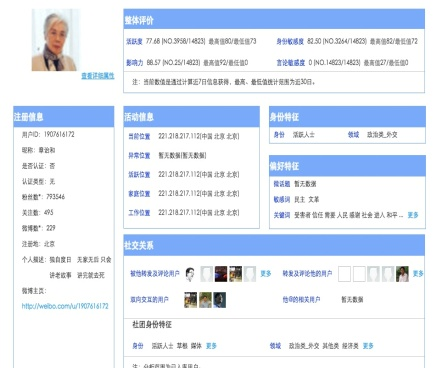 整体评价
活跃度 77.68 (NO.3958/14823) 最高值80/最低值73 身份敏感度 82.50 (NO.3264/14823) 最高值82/最低值72
影响力 88.57 (NO.25/14823) 最高值92/最低值0 言论敏感度 0 (NO.14823/14823) 最高值27/最低值0
查看详细属性
注：当前数值是通过计算近7日信息获得、最高、最低值统计范围为近30日。
注册信息
用户ID：1907616172
昵称：章诒和
是否认证：否
认证类型：无
粉丝数*：793546
关注数：495
微博数*：229
注册地：北京
个人描述：独自度日 无家无后 只会
讲老故事 讲完就去死
微博主页：
http://weibo.com/u/1907616172
活动信息
当前位置 221.218.217.112(中国 北京 北京)
异常位置 暂无数据(暂无数据)
活跃位置 221.218.217.112(中国 北京 北京)
家庭位置 221.218.217.112(中国 北京 北京)
工作位置 221.218.217.112(中国 北京 北京)
身份特征
身份 活跃人士 领域 政治类_外交
偏好特征
微话题 暂无数据
敏感词 民主 文革
关键词 受害者 信任 需要 人民 感谢 社会 进入 和平 ... 更多
社交关系
被他转发及评论用户 更多 转发及评论他的用户 更多
双向交互的用户 他@的相关用户 暂无数据
社团身份特征
身份 活跃人士 草根 媒体 更多 领域 政治类_外交 其他类 经济类 更多